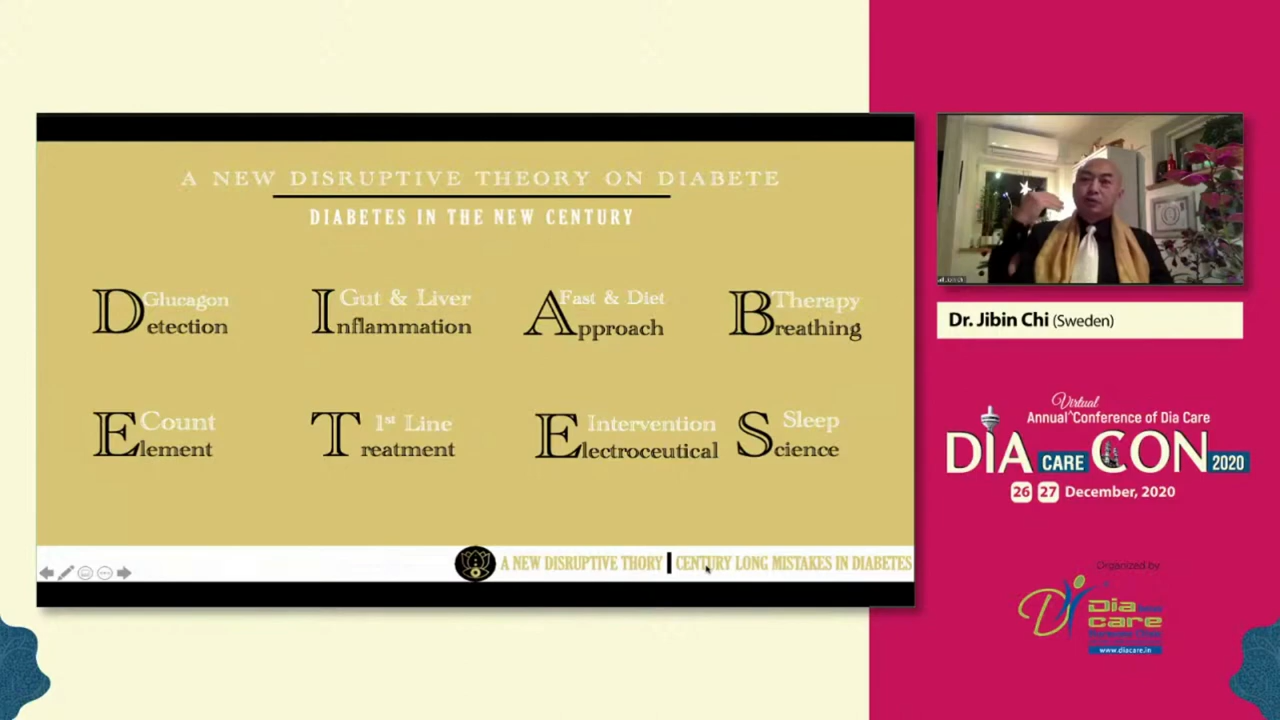 A NEW DISRUPTIVE THEORY ON DIABETE
DIABETES IN THE NEW CENTURY
Glucagon
Detection
Gut & Liver
Inflammation
Fast & Diet
Approach
Therapy
Breathing
Count
Element
1st Line
Treatment
Intervention
Electroceutical
Sleep
Science
A NEW DISRUPTIVE THORY | CENTURY LONG MISTAKES IN DIABETES
Dr. Jibin Chi (Sweden)
Virtual
Annual^Conference of Dia Care
DIA CARE CON 2020
26 27 December, 2020
Organized by
Dia
care
www.diacare.in